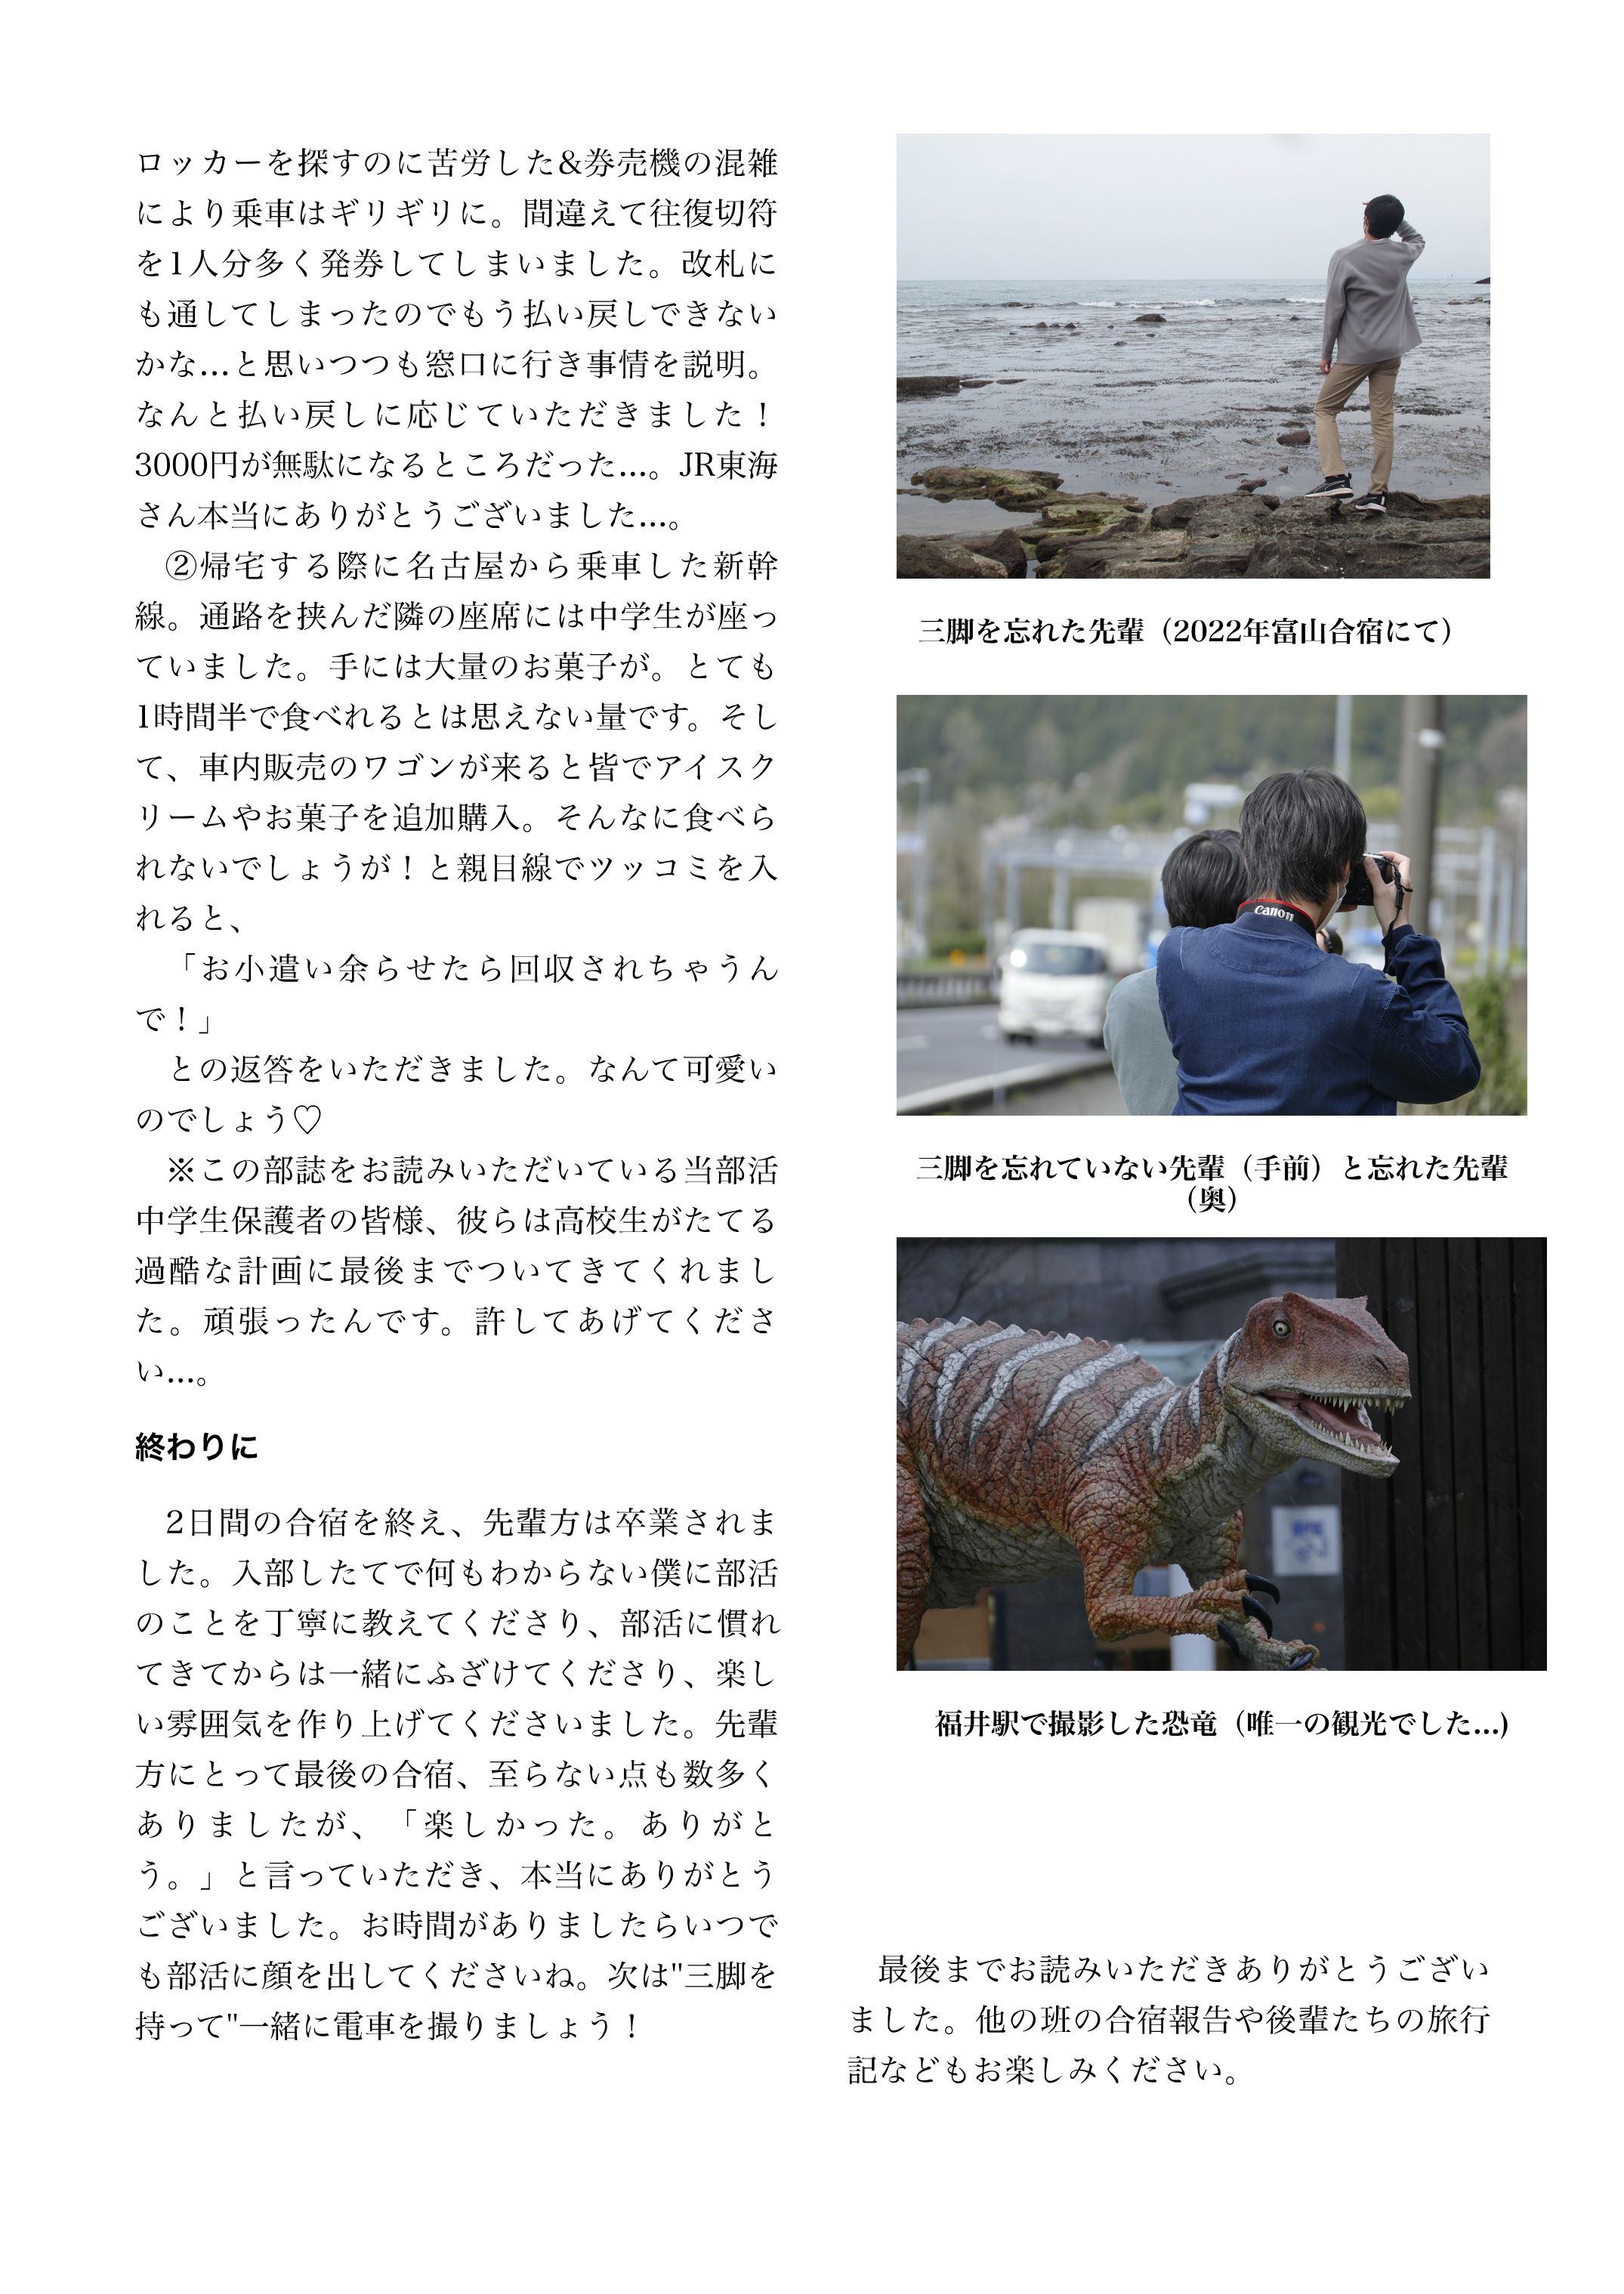 ロッカーを探すのに苦労した&券売機の混雑
により乗車はギリギリに。間違えて往復切符
を1人分多く発券してしまいました。改札に
も通してしまったのでもう払い戻しできない
かな…と思いつつも窓口に行き事情を説明。
なんと払い戻しに応じていただきました！
3000円が無駄になるところだった…。JR東海
さん本当にありがとうございました…。
②帰宅する際に名古屋から乗車した新幹
線。通路を挟んだ隣の座席には中学生が座っ
ていました。手には大量のお菓子が。とても
1時間半で食べれるとは思えない量です。そし
て、車内販売のワゴンが来ると皆でアイスク
リームやお菓子を追加購入。そんなに食べら
れないでしょうが！と親目線でツッコミを入
れると、
「お小遣い余らせたら回収されちゃうん
で！」
との返答をいただきました。なんて可愛い
のでしょう♡
※この部誌をお読みいただいている当部活
中学生保護者の皆様、彼らは高校生がたてる
過酷な計画に最後までついてきてくれまし
た。頑張ったんです。許してあげてくださ
い…。
終わりに
2日間の合宿を終え、先輩方は卒業されま
した。入部したてで何もわからない僕に部活
のことを丁寧に教えてくださり、部活に慣れ
てきてからは一緒にふざけてくださり、楽し
い雰囲気を作り上げてくださいました。先輩
方にとって最後の合宿、至らない点も数多く
ありましたが、「楽しかった。ありがと
う。」と言っていただき、本当にありがとう
ございました。お時間がありましたらいつで
も部活に顔を出してくださいね。次は"三脚を
持って"一緒に電車を撮りましょう！
三脚を忘れた先輩（2022年富山合宿にて）
Canon
三脚を忘れていない先輩（手前）と忘れた先輩
（奥）
福井駅で撮影した恐竜（唯一の観光でした…)
最後までお読みいただきありがとうござい
ました。他の班の合宿報告や後輩たちの旅行
記などもお楽しみください。